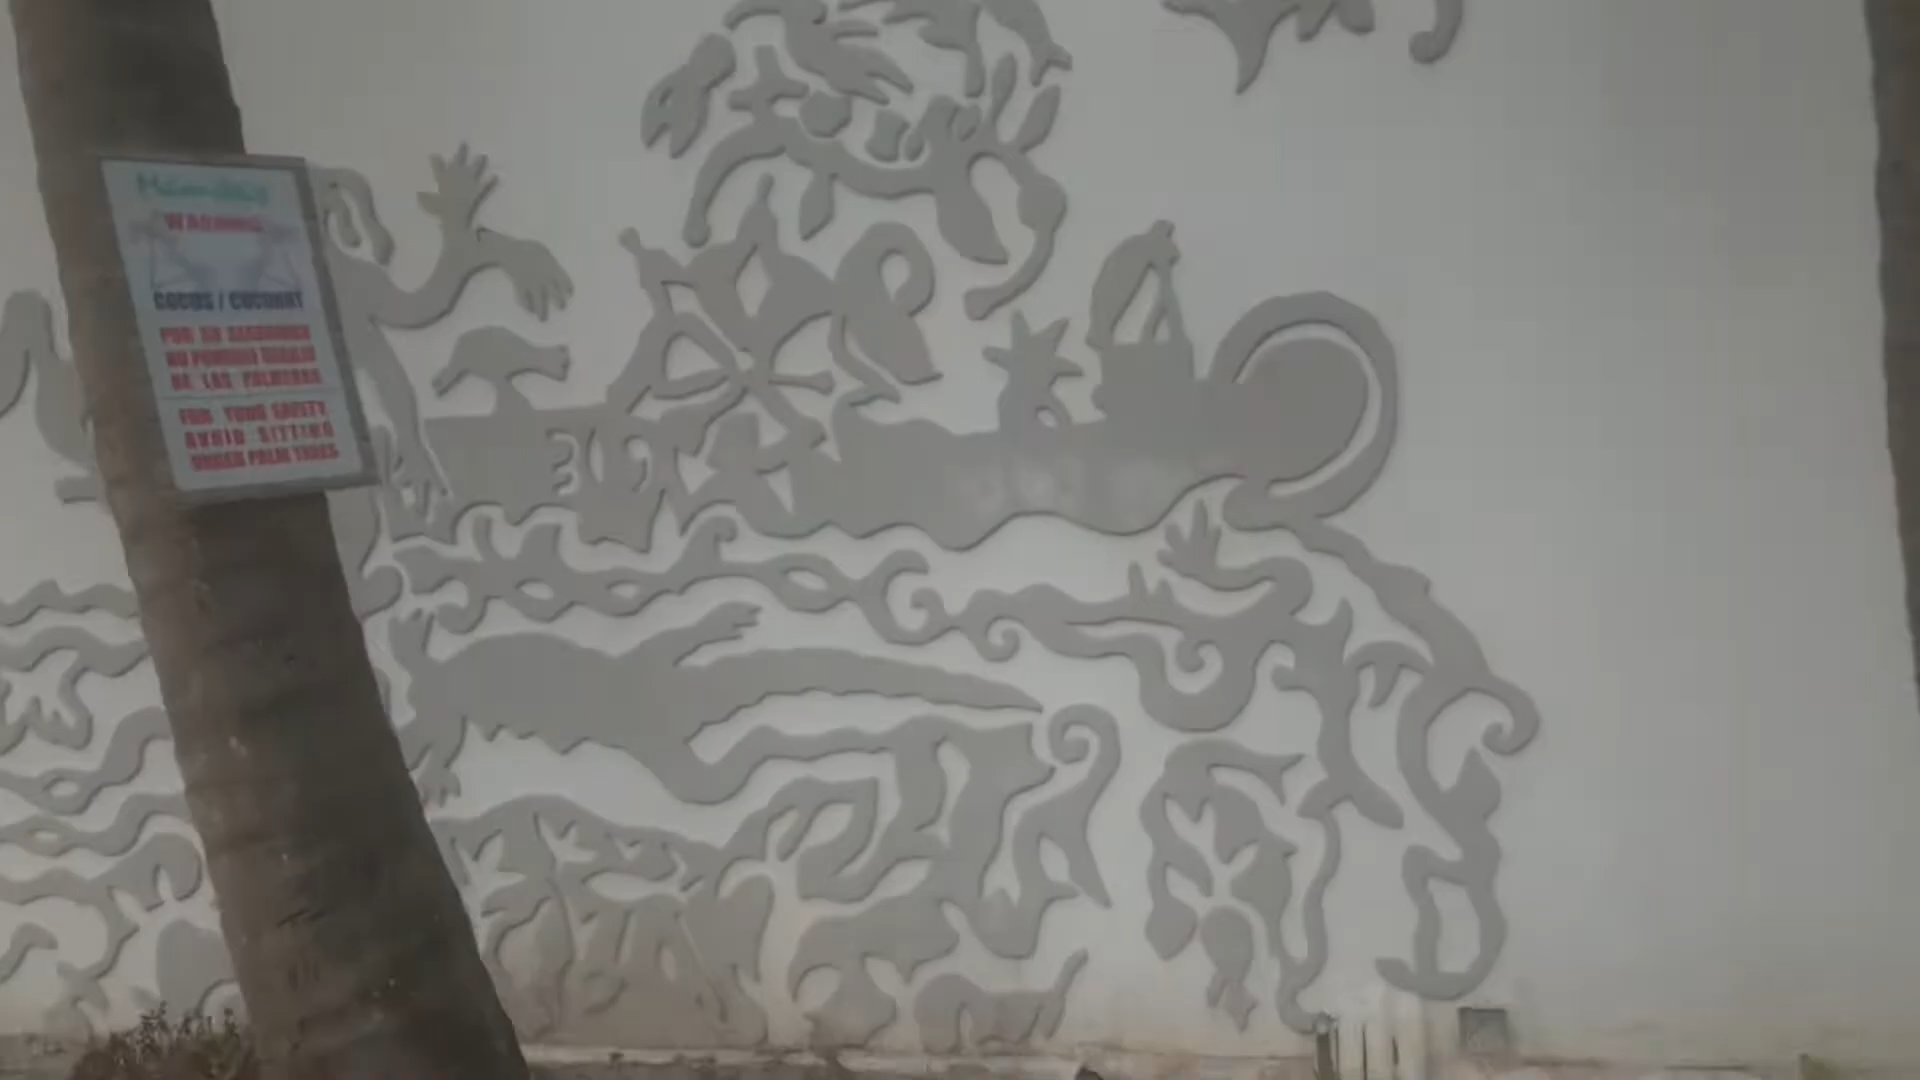 WARNING
COCOS / COCONUT
POR SU SEGURIDAD
NO PONERSE DEBAJO
DE LAS PALMERAS
FOR YOUR SAFETY
AVOID SITTING
UNDER PALM TREES